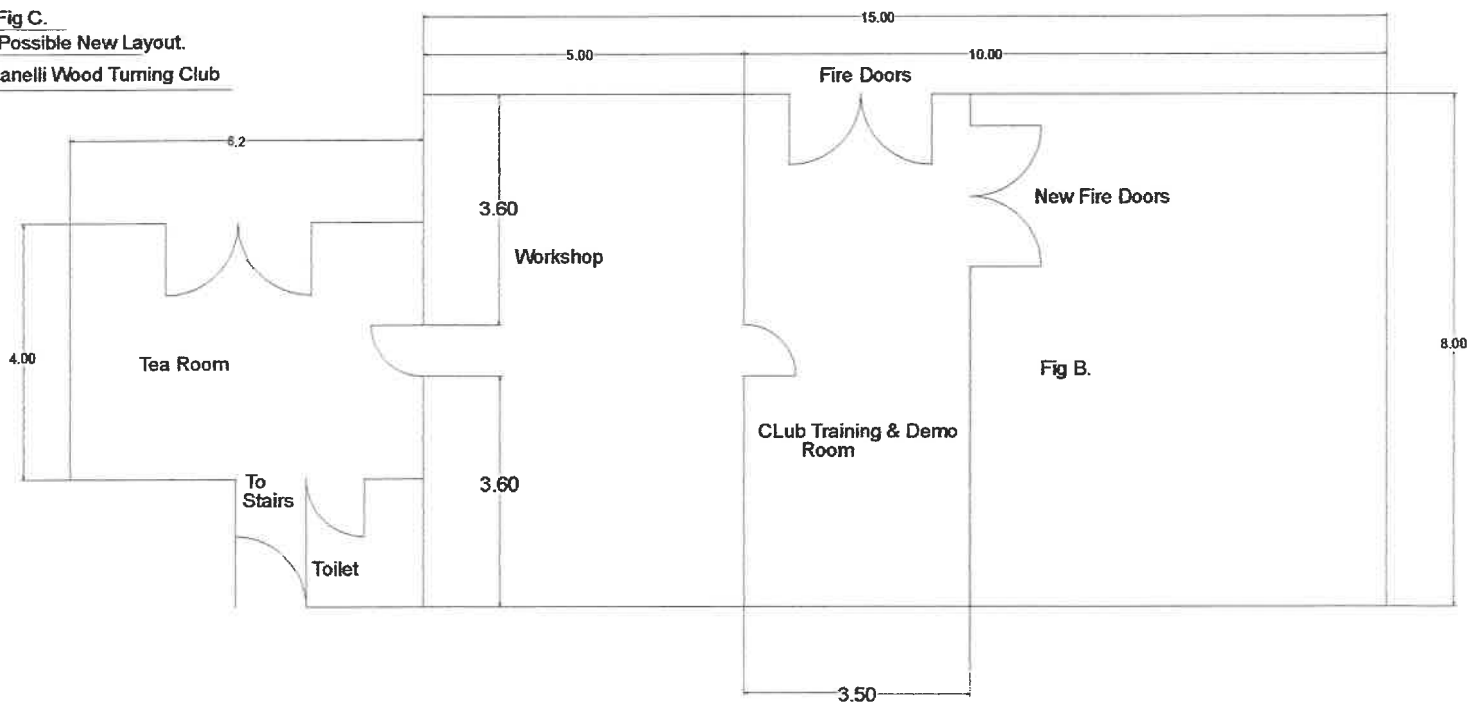 Fig C.
Possible New Layout.
anelli Wood Turning Club
15.00
5.00
10.00
Fire Doors
6.2
3.60
New Fire Doors
Workshop
4.00
Tea Room
8.00
Fig B.
CLub Training & Demo
Room
3.60
To
Stairs
Toilet
3.50